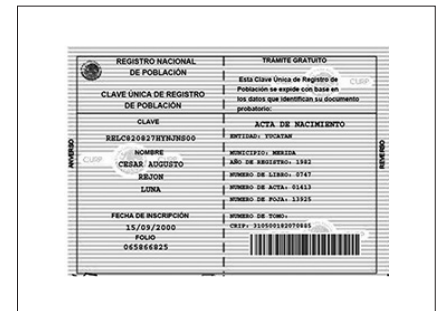 REGISTRO NACIONAL
DE POBLACIÓN
CLAVE ÚNICA DE REGISTRO
DE POBLACIÓN
CLAVE
RELC820827HYNJNS00
NOMBRE
CESAR AUGUSTO
REJON
LUNA
FECHA DE INSCRIPCIÓN
15/09/2000
FOLIO
065866825
ANVERSO
TRÁMITE GRATUITO
Esta Clave Única de Registro de
Población se expide con base en
los datos que identifican su documento
probatorio:
ACTA DE NACIMIENTO
ENTIDAD: YUCATAN
MUNICIPIO: MERIDA
AÑO DE REGISTRO: 1982
NUMERO DE LIBRO: 0747
NUMERO DE ACTA: 01413
NUMERO DE FOJA: 13925
NUMERO DE TOMO:
CRIP: 310500182070885
REVERSO
CURP
CURP